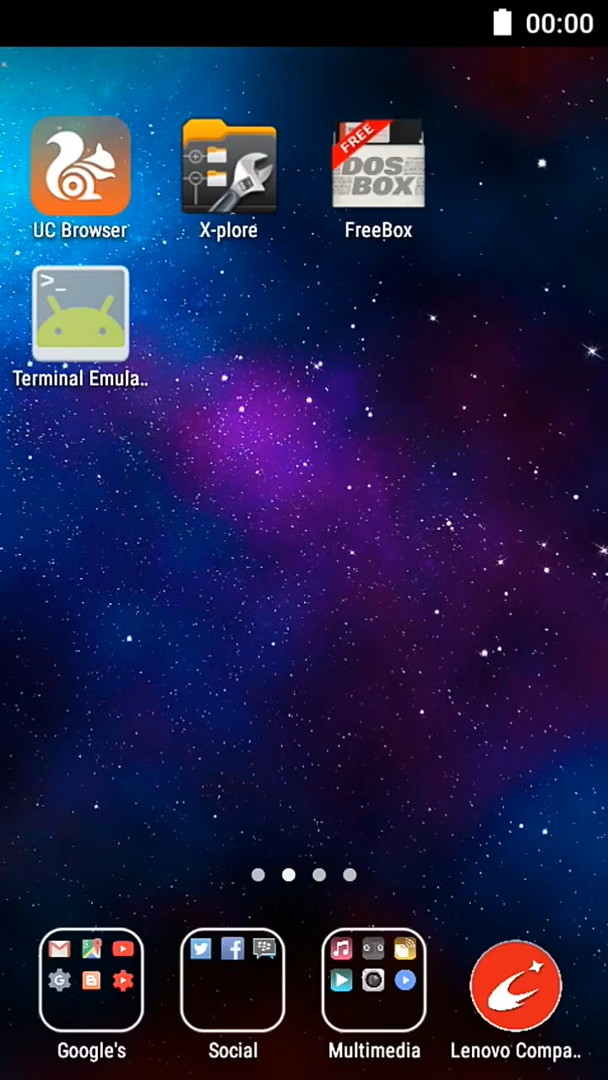 00:00
FREE
DOS
BOX
UC Browser
X-plore
FreeBox
>_
Terminal Emula..
Google's
Social
Multimedia
Lenovo Compa..